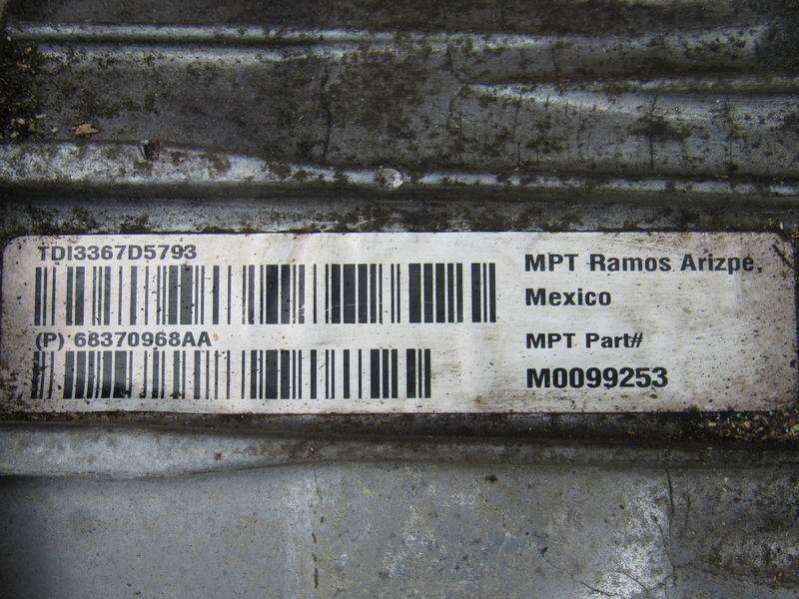 TDI3367D5793
(P) 68370968AA
MPT Ramos Arizpe,
Mexico
MPT Part#
M0099253